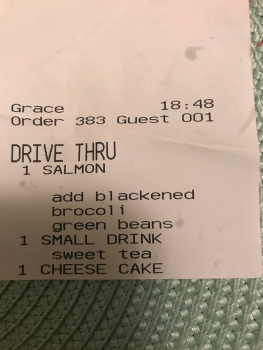 Grace 18:48
Order 383 Guest 001
DRIVE THRU
1 SALMON
add blackened
brocoli
green beans
1 SMALL DRINK
sweet tea
1 CHEESE CAKE